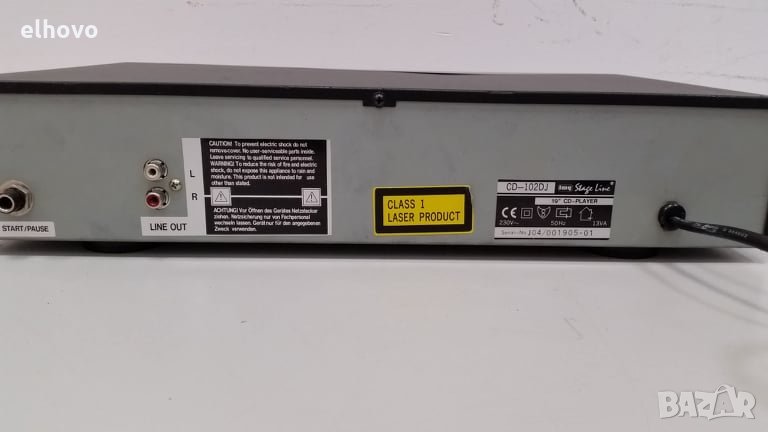 elhovo
START/PAUSE
L
R
LINE OUT
CAUTION! To prevent electric shock do not
remove cover. No user-serviceable parts inside.
Leave servicing to qualified service personnel.
WARNING! To reduce the risk of fire and electric
shock, do not expose this appliance to rain and
moisture. This product is not intended for use
other than stated.
ACHTUNG! Vor Öffnen des Gerätes Netzstecker
ziehen. Netzsicherung nur von Fachpersonal
wechseln lassen. Gerät nur für den angegebenen
Zweck verwenden.
CLASS 1
LASER PRODUCT
CD-102DJ Stage Line
19" CD-PLAYER
CE
230V~ 50Hz 13VA
Serial-No. J04/001905-01
BAZAR